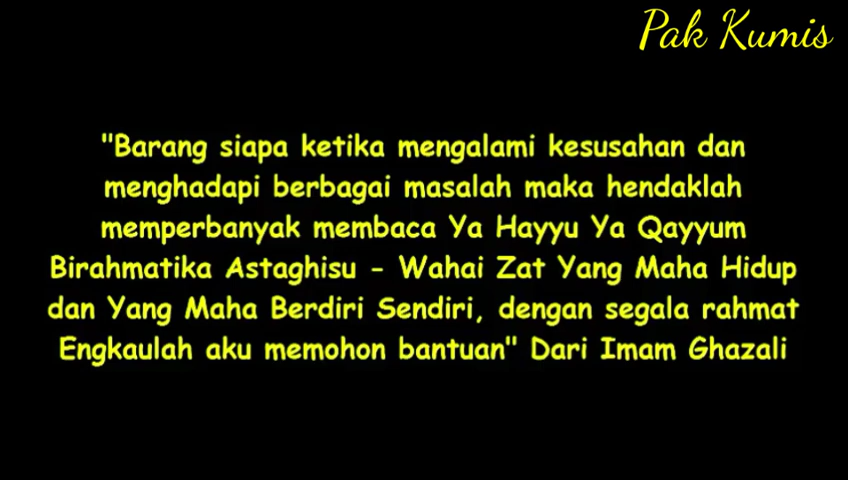 Pak Kumis
"Barang siapa ketika mengalami kesusahan dan
menghadapi berbagai masalah maka hendaklah
memperbanyak membaca Ya Hayyu Ya Qayyum
Birahmatika Astaghisu - Wahai Zat Yang Maha Hidup
dan Yang Maha Berdiri Sendiri, dengan segala rahmat
Engkaulah aku memohon bantuan" Dari Imam Ghazali